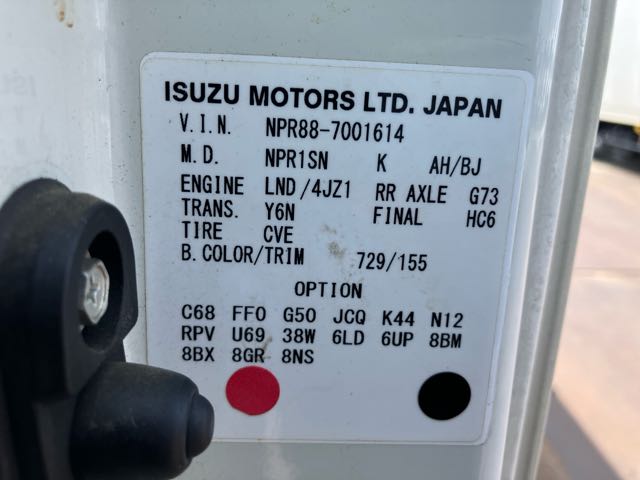 ISUZU MOTORS LTD. JAPAN
V.I.N. NPR88-7001614
M.D. NPR1SN K AH/BJ
ENGINE LND/4JZ1 RR AXLE G73
TRANS. Y6N FINAL HC6
TIRE CVE
B.COLOR/TRIM 729/155
OPTION
C68 FF0 G50 JCQ K44 N12
RPV U69 38W 6LD 6UP 8BM
8BX 8GR 8NS